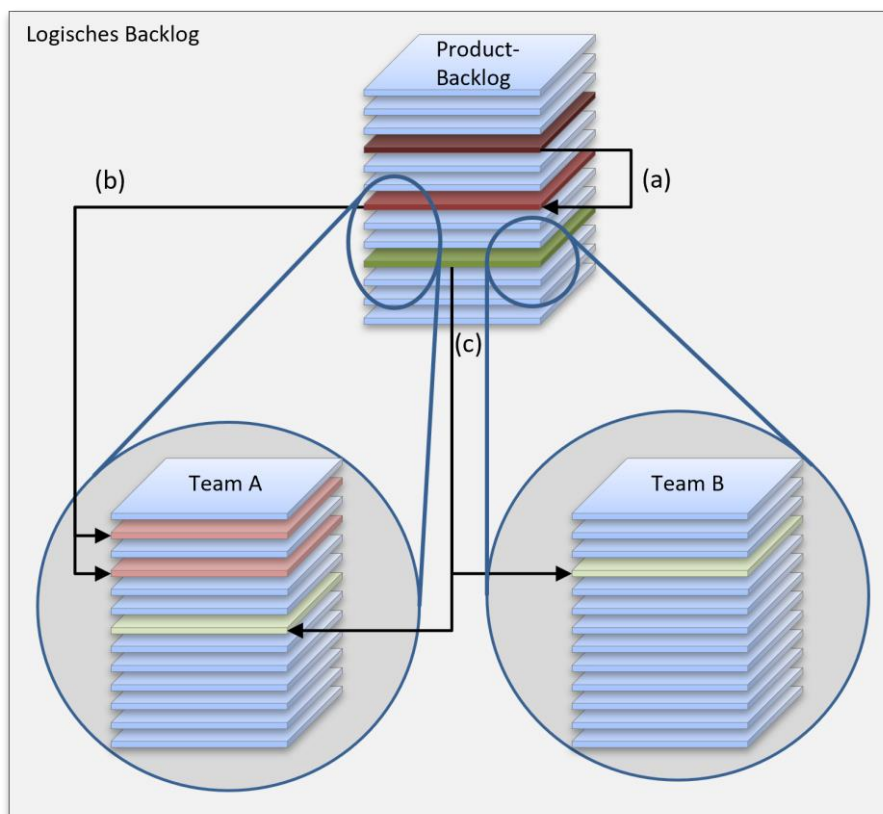 Logisches Backlog
Product-
Backlog
(b)
(a)
(c)
Team A
Team B